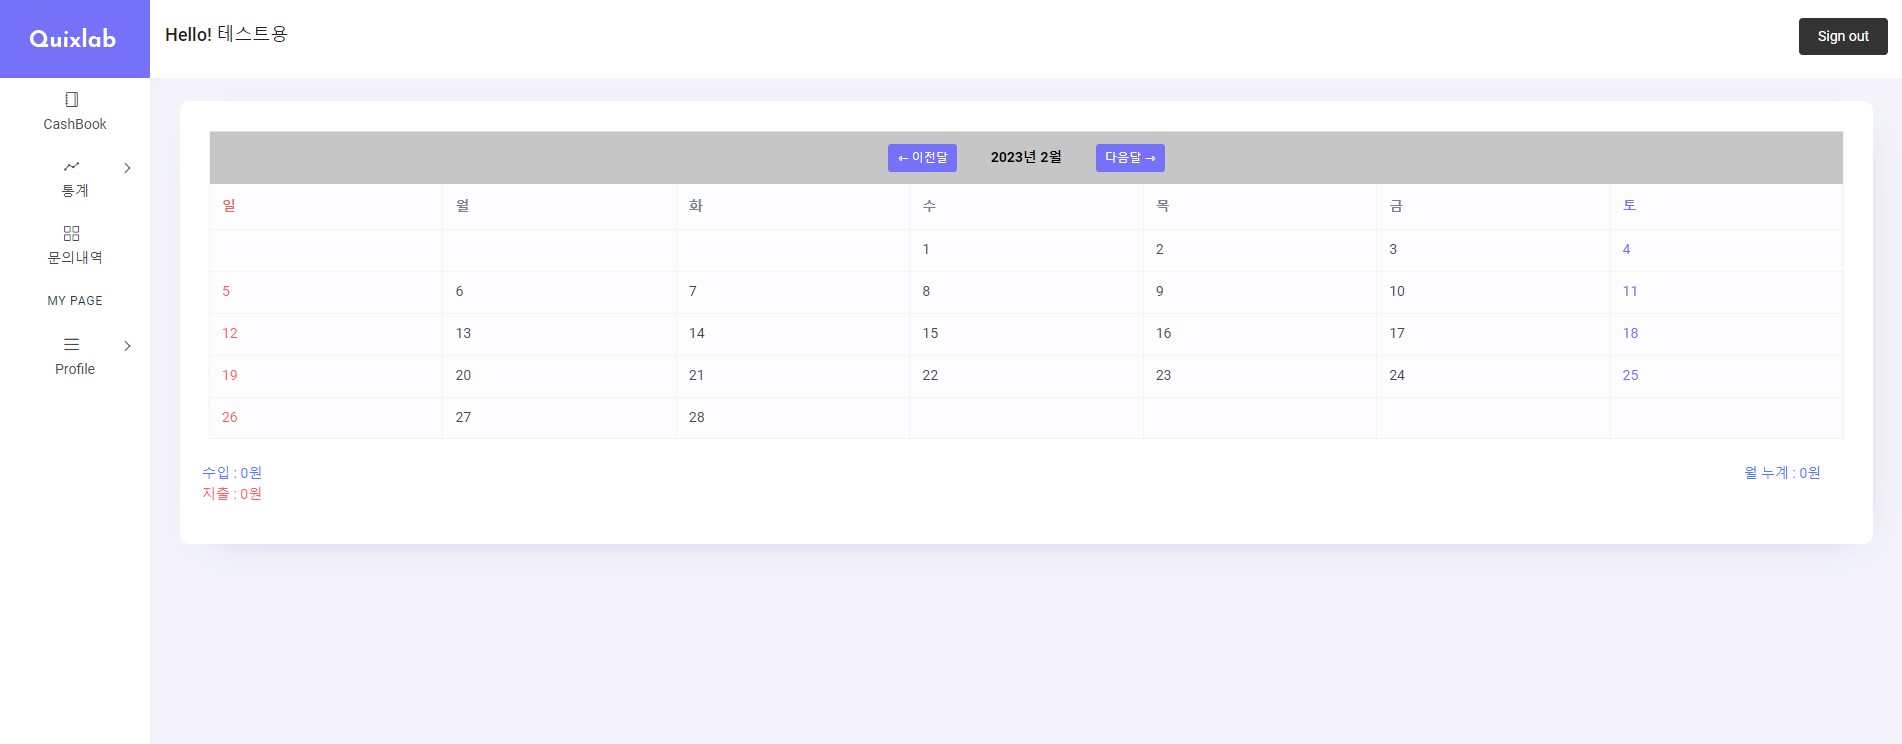 Quixlab
Hello! 테스트용
Sign out
CashBook
통계
문의내역
MY PAGE
Profile
← 이전달 2023년 2월 다음달 →
일 월 화 수 목 금 토
1 2 3 4
5 6 7 8 9 10 11
12 13 14 15 16 17 18
19 20 21 22 23 24 25
26 27 28
수입 : 0원 월 누계 : 0원
지출 : 0원